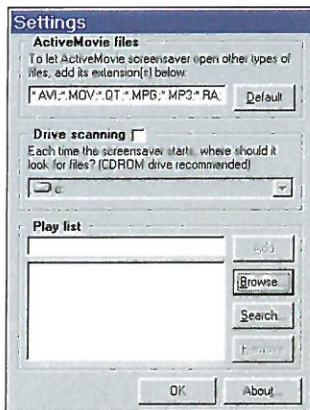 Settings
ActiveMovie files
To let ActiveMovie screensaver open other types of
files, add its extension(s) below:
*.AVI;*.MOV;*.QT;*.MPG;*.MP3;*.RA;
Default
Drive scanning
Each time the screensaver starts, where should it
look for files? (CDROM drive recommended)
c:
Play list
Add
Browse...
Search...
OK
About...